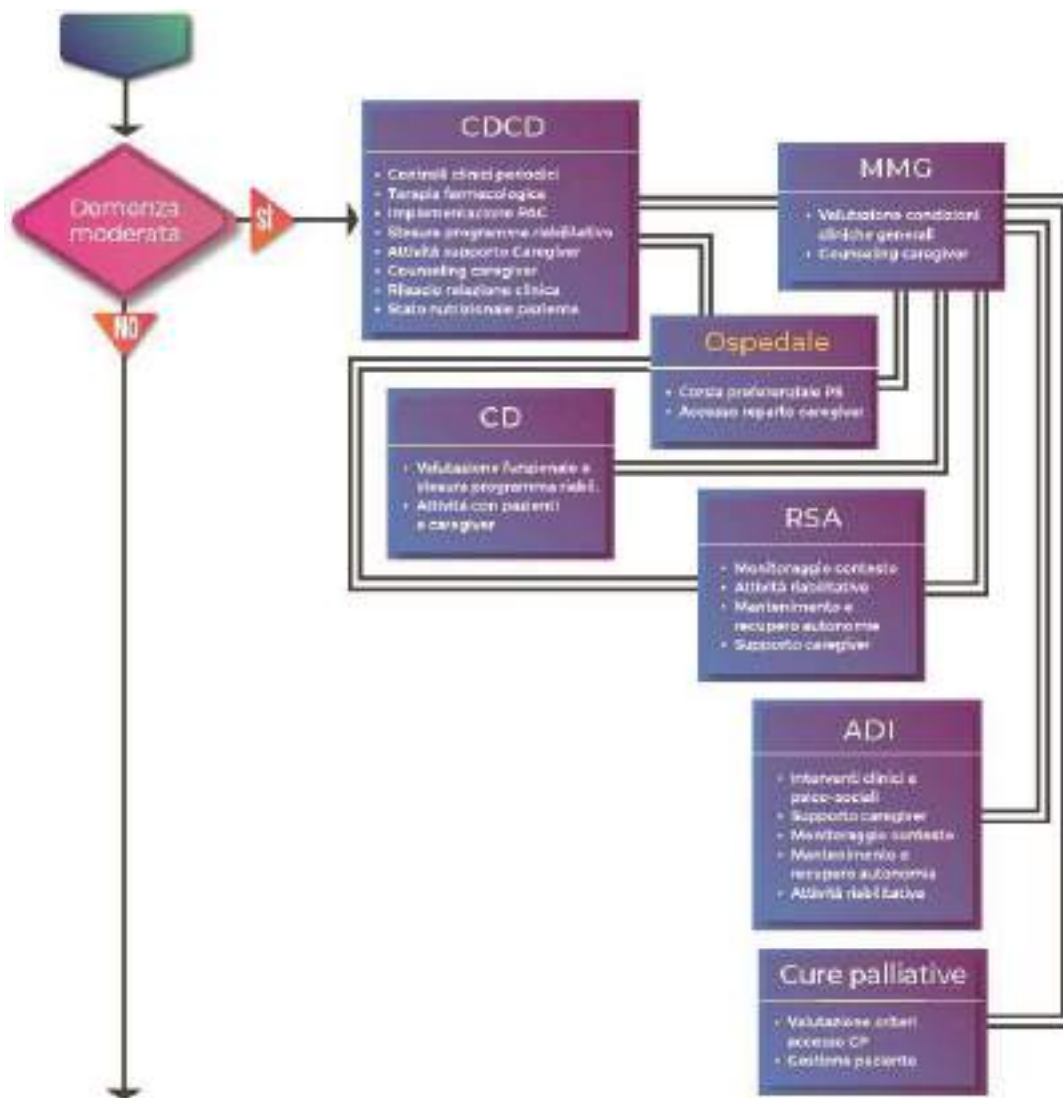 Demenza
moderata
SÌ
NO
CDCD
• Controlli clinici periodici
• Terapia farmacologica
• Implementazione PAC
• Stesura programma riabilitativo
• Attività supporto Caregiver
• Counseling caregiver
• Rilascio relazione clinica
• Stato nutrizionale paziente
MMG
• Valutazione condizioni
cliniche generali
• Counseling caregiver
Ospedale
• Corsia preferenziale PS
• Accesso reparto caregiver
CD
• Valutazione funzionale e
stesura programma riabil.
• Attività con pazienti
e caregiver
RSA
• Monitoraggio contesto
• Attività riabilitative
• Mantenimento e
recupero autonomie
• Supporto caregiver
ADI
• Interventi clinici e
psico-sociali
• Supporto caregiver
• Monitoraggio contesto
• Mantenimento e
recupero autonomia
• Attività riabilitative
Cure palliative
• Valutazione criteri
accesso CP
• Gestione paziente